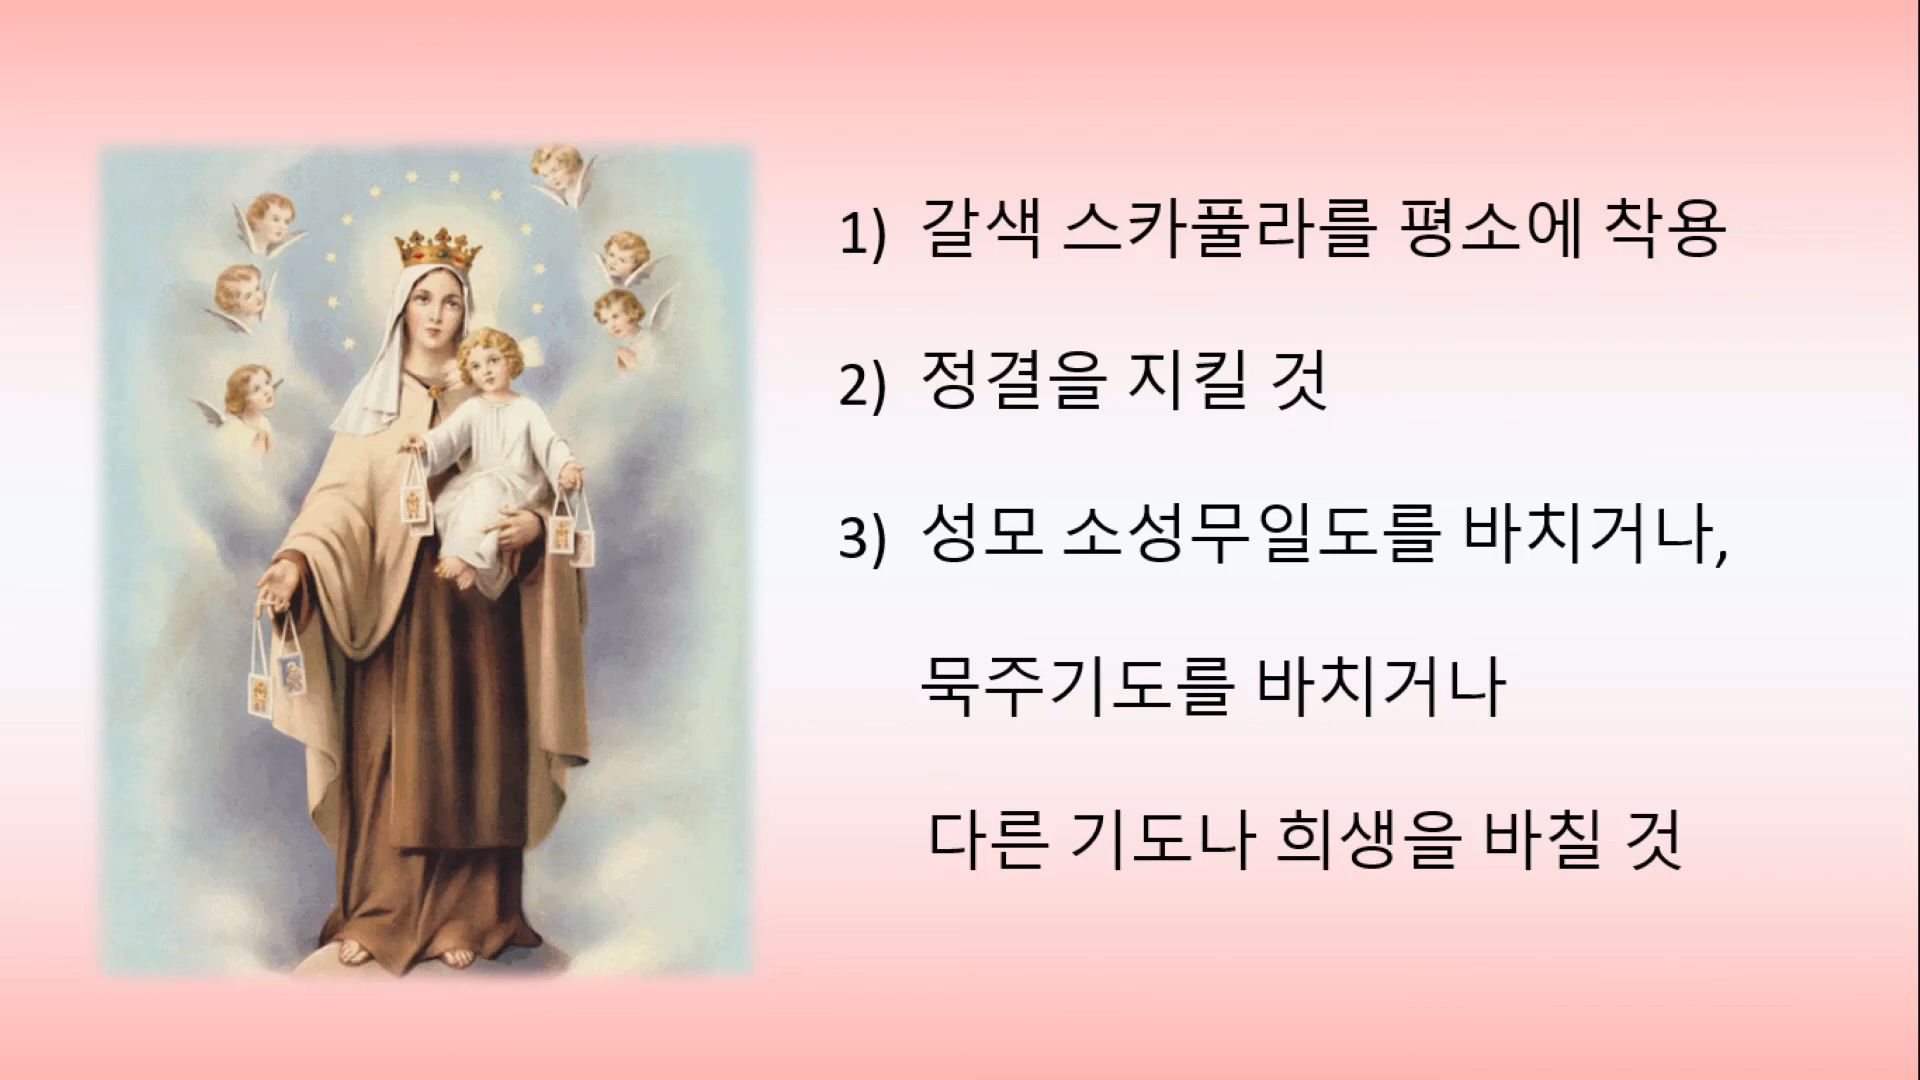 1) 갈색 스카풀라를 평소에 착용
2) 정결을 지킬 것
3) 성모 소성무일도를 바치거나,
묵주기도를 바치거나
다른 기도나 희생을 바칠 것